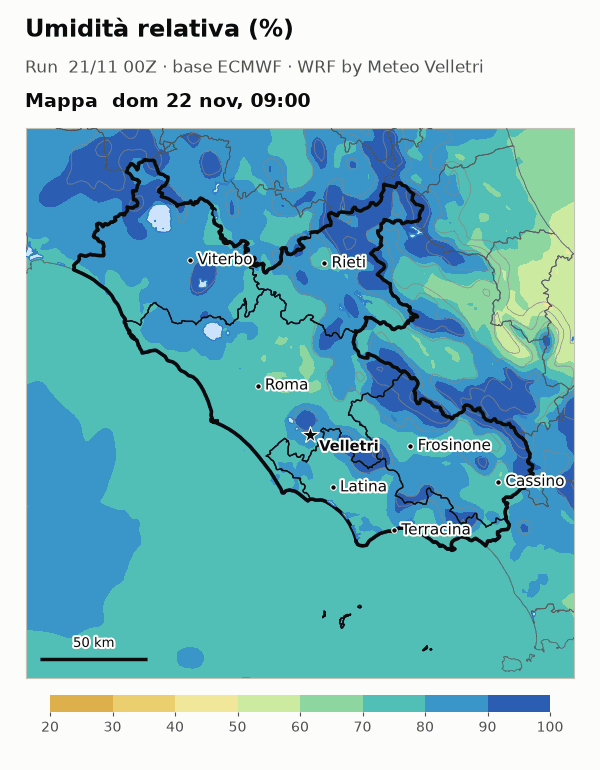 Umidità relativa (%)
Run  21/11 00Z · base ECMWF · WRF by Meteo Velletri
Mappa  dom 22 nov, 09:00
Viterbo
Rieti
Roma
Velletri
Frosinone
Cassino
Latina
Terracina
50 km
20 30 40 50 60 70 80 90 100